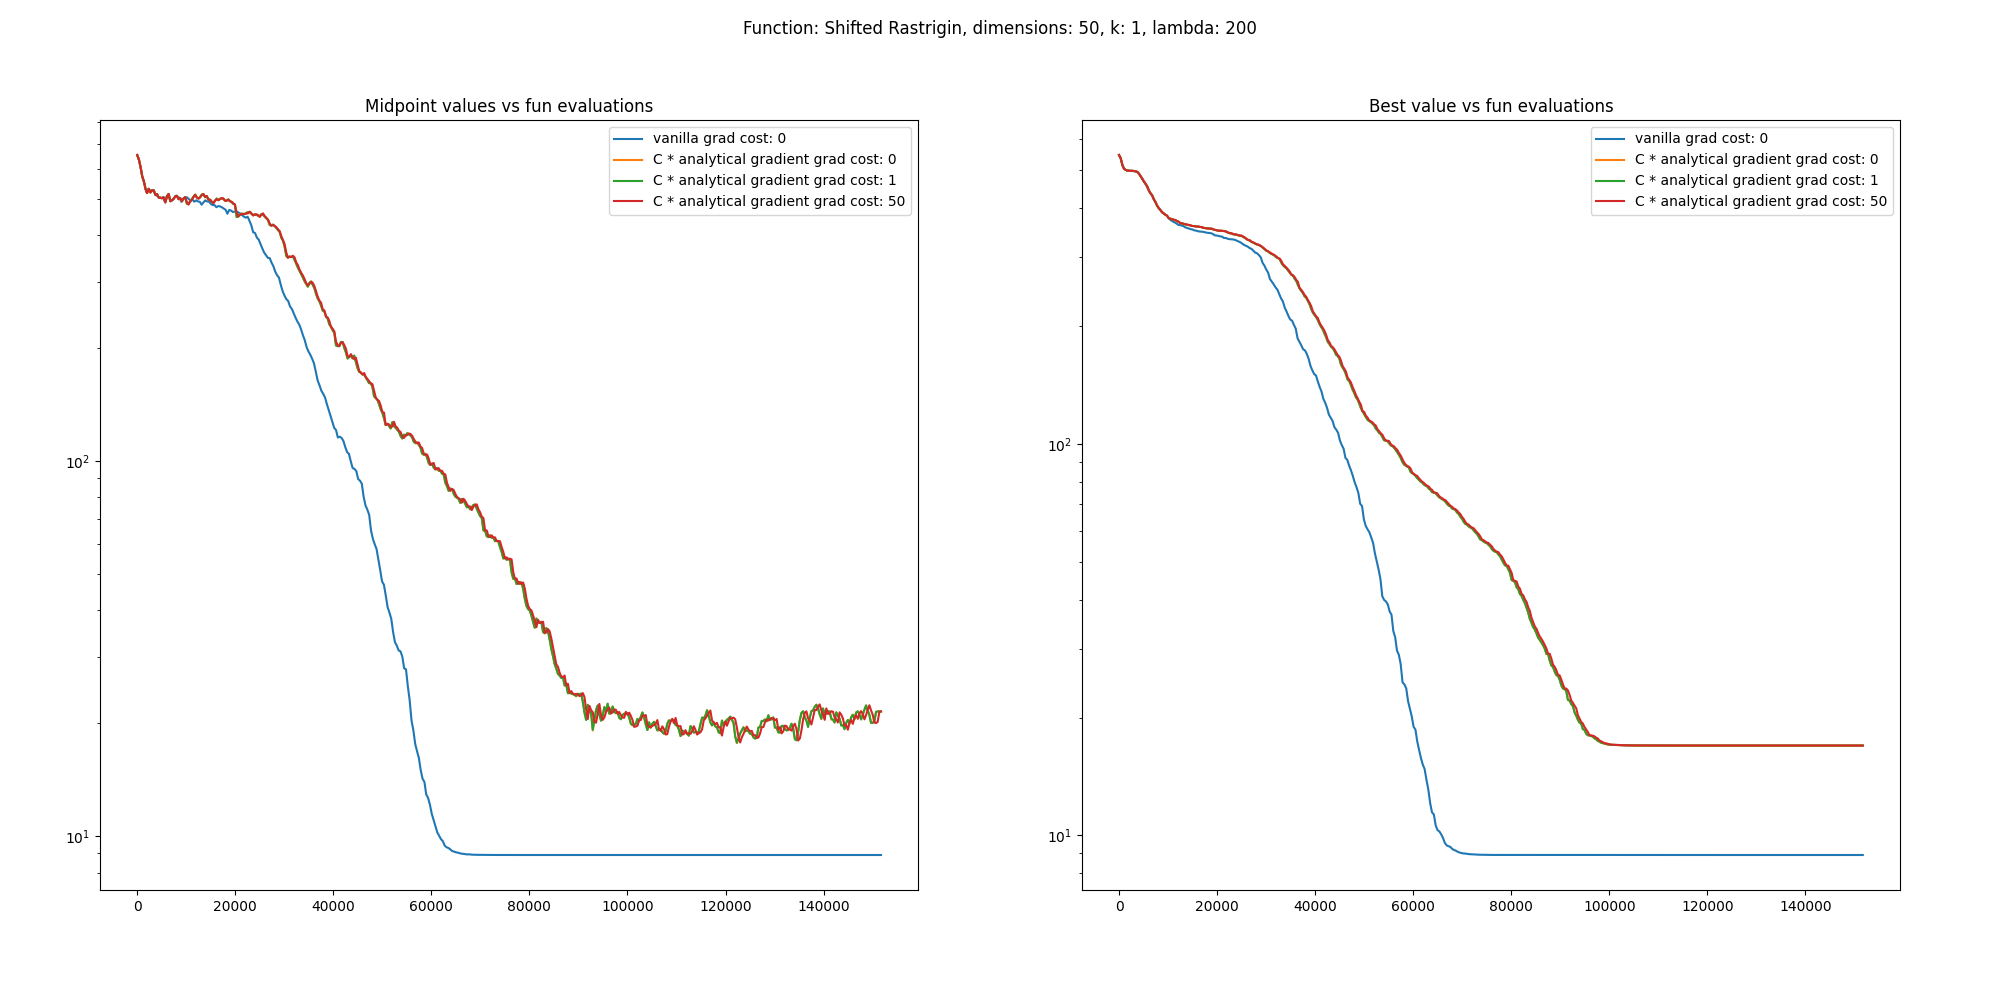 Function: Shifted Rastrigin, dimensions: 50, k: 1, lambda: 200
Midpoint values vs fun evaluations
vanilla grad cost: 0
C * analytical gradient grad cost: 0
C * analytical gradient grad cost: 1
C * analytical gradient grad cost: 50
10²
10¹
0 20000 40000 60000 80000 100000 120000 140000
Best value vs fun evaluations
vanilla grad cost: 0
C * analytical gradient grad cost: 0
C * analytical gradient grad cost: 1
C * analytical gradient grad cost: 50
10²
10¹
0 20000 40000 60000 80000 100000 120000 140000